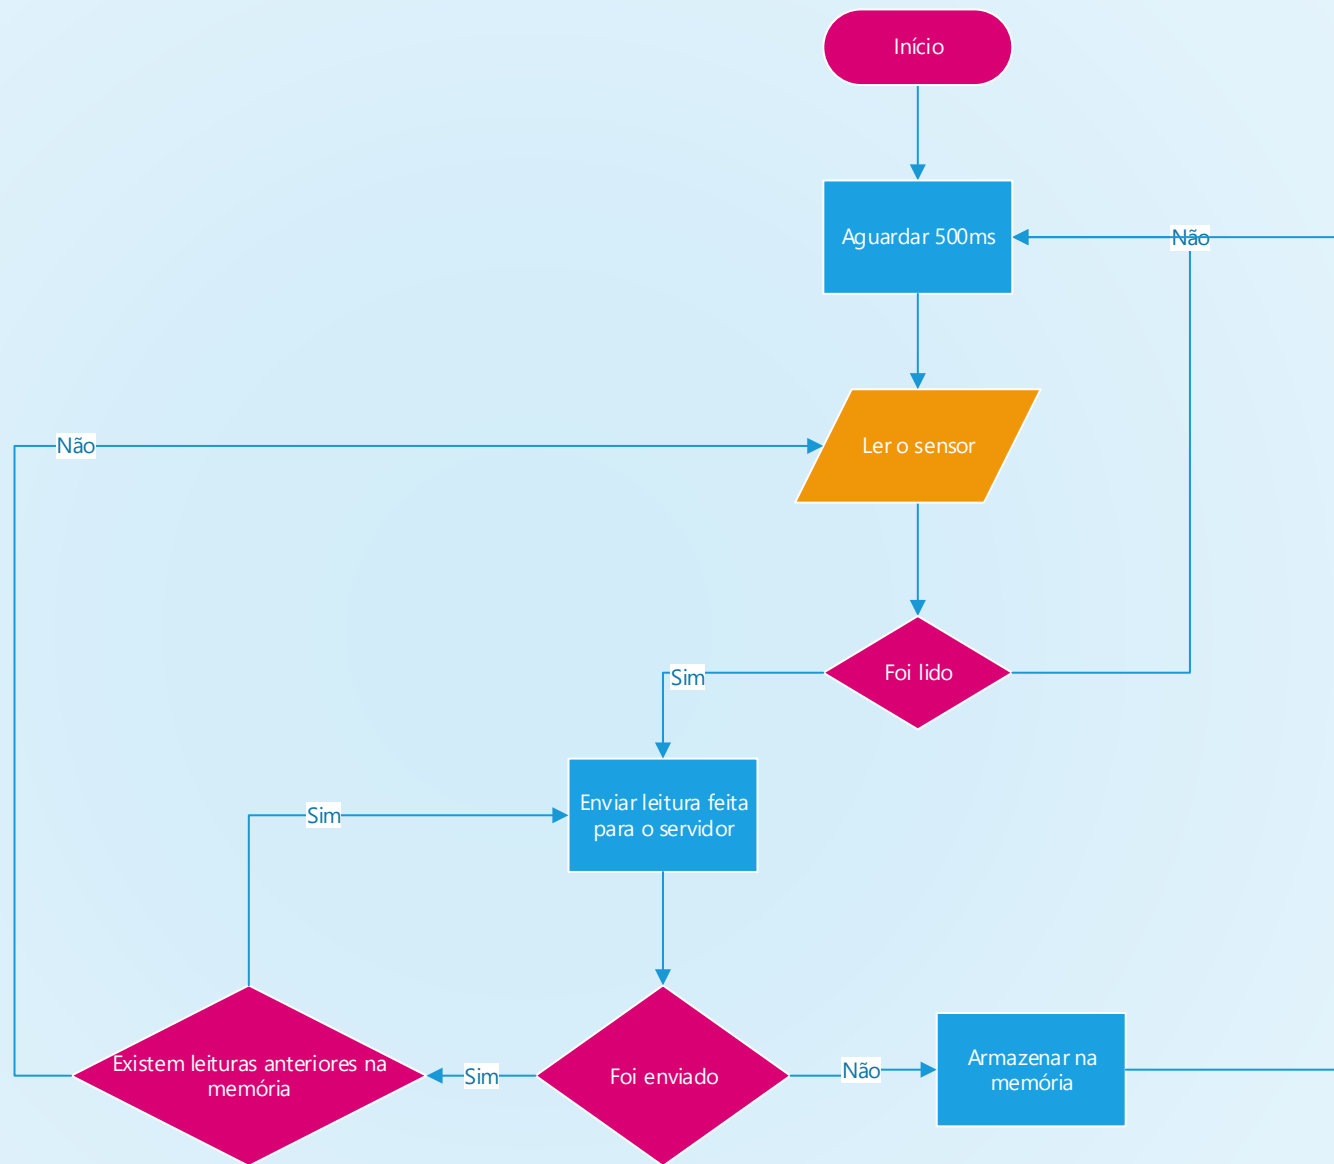 Início
Aguardar 500ms
Não
Não
Ler o sensor
Foi lido
Sim
Enviar leitura feita
para o servidor
Sim
Existem leituras anteriores na
memória
Sim
Foi enviado
Não
Armazenar na
memória